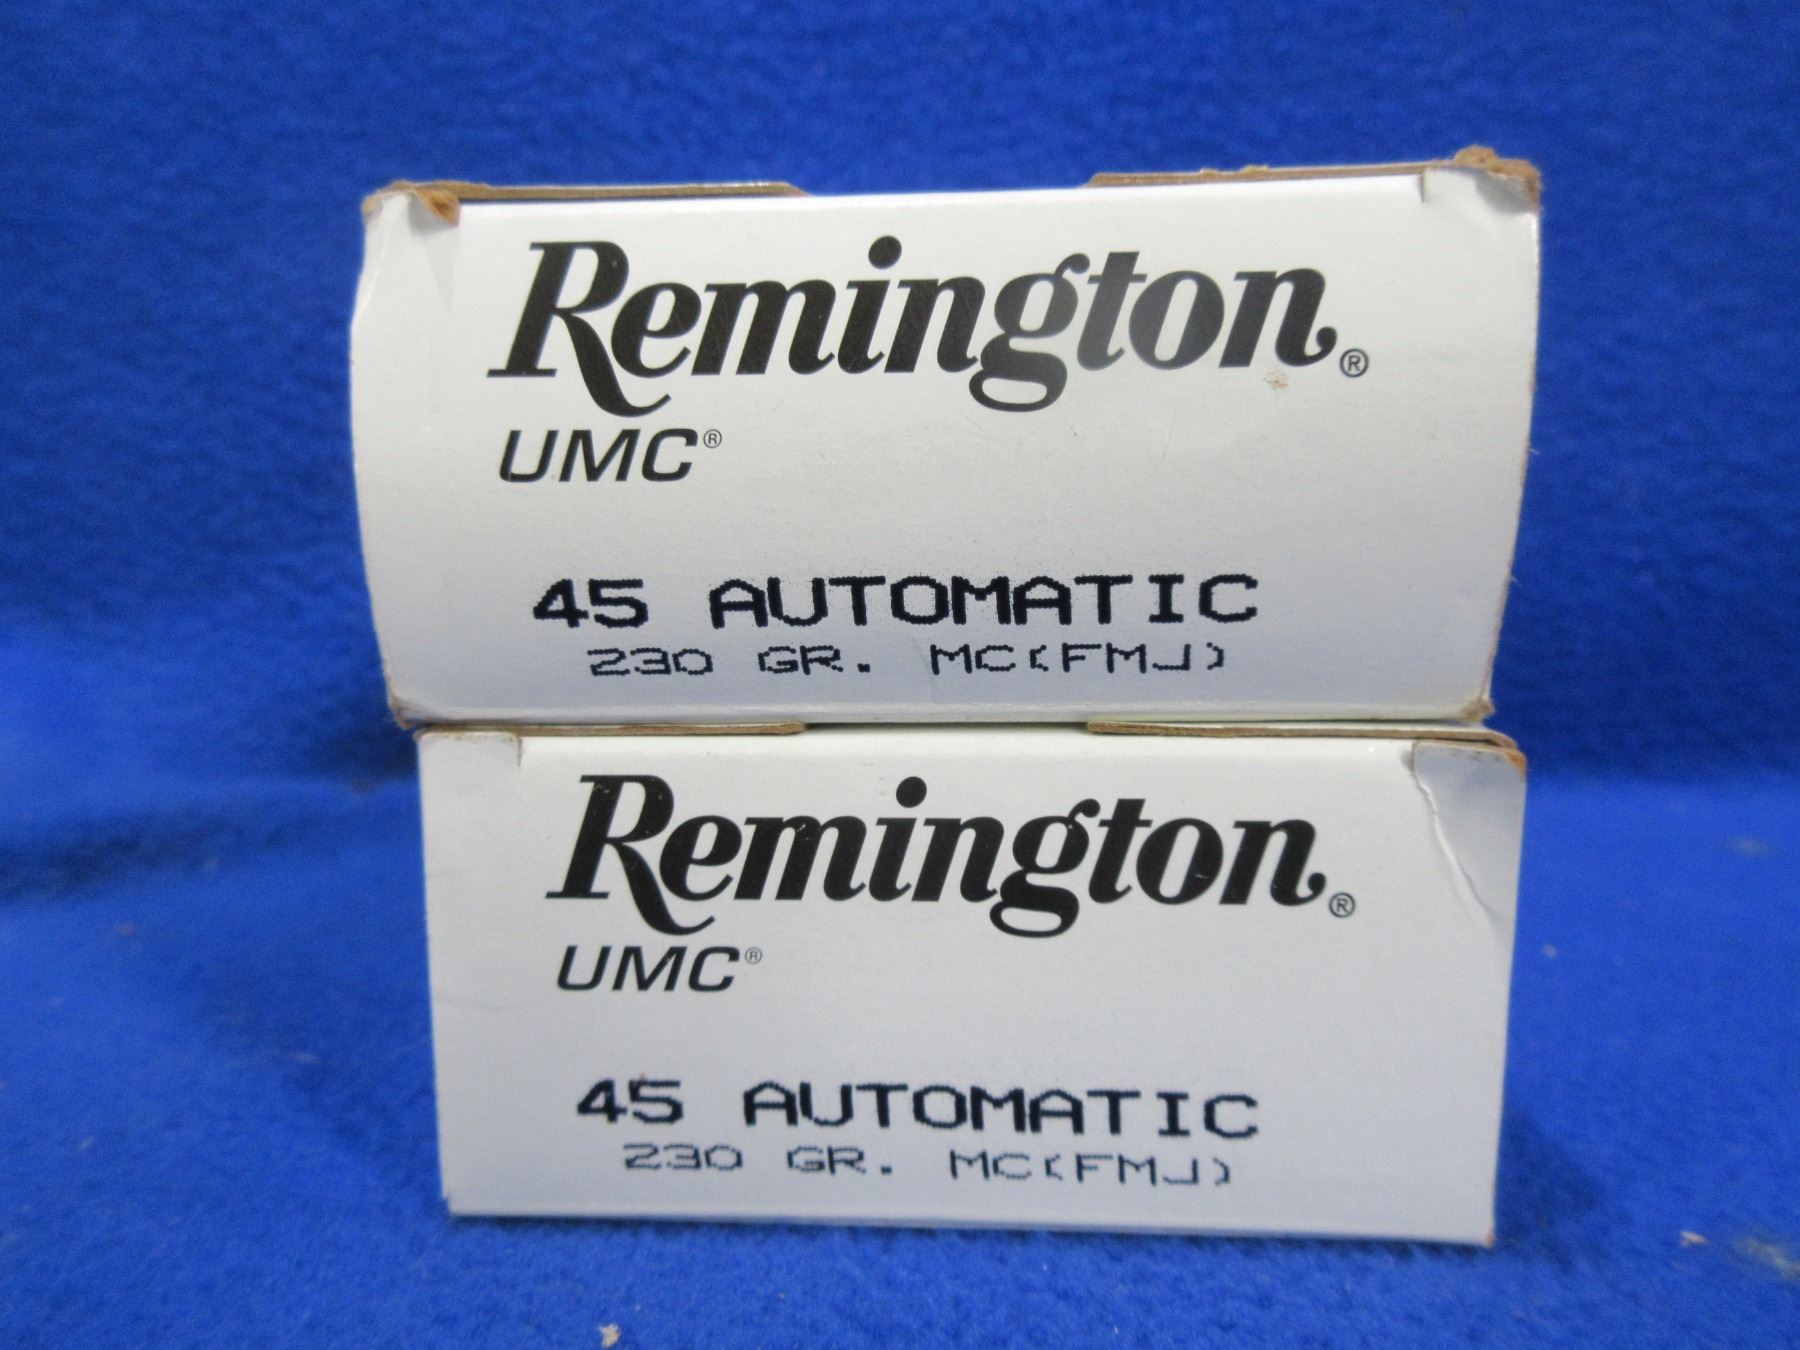 Remington®
UMC®
45 AUTOMATIC
230 GR. MC(FMJ)
Remington®
UMC®
45 AUTOMATIC
230 GR. MC(FMJ)